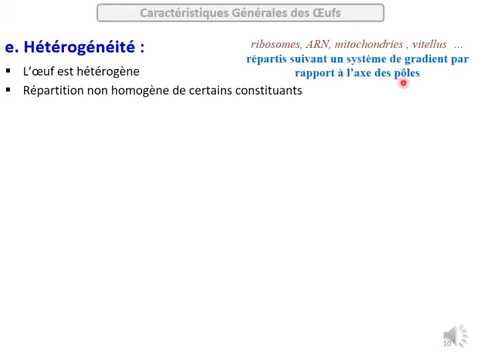 Caractéristiques Générales des Œufs
e. Hétérogénéité :
ribosomes, ARN, mitochondries , vitellus ...
répartis suivant un système de gradient par
rapport à l’axe des pôles
▪ L’œuf est hétérogène
▪ Répartition non homogène de certains constituants
10